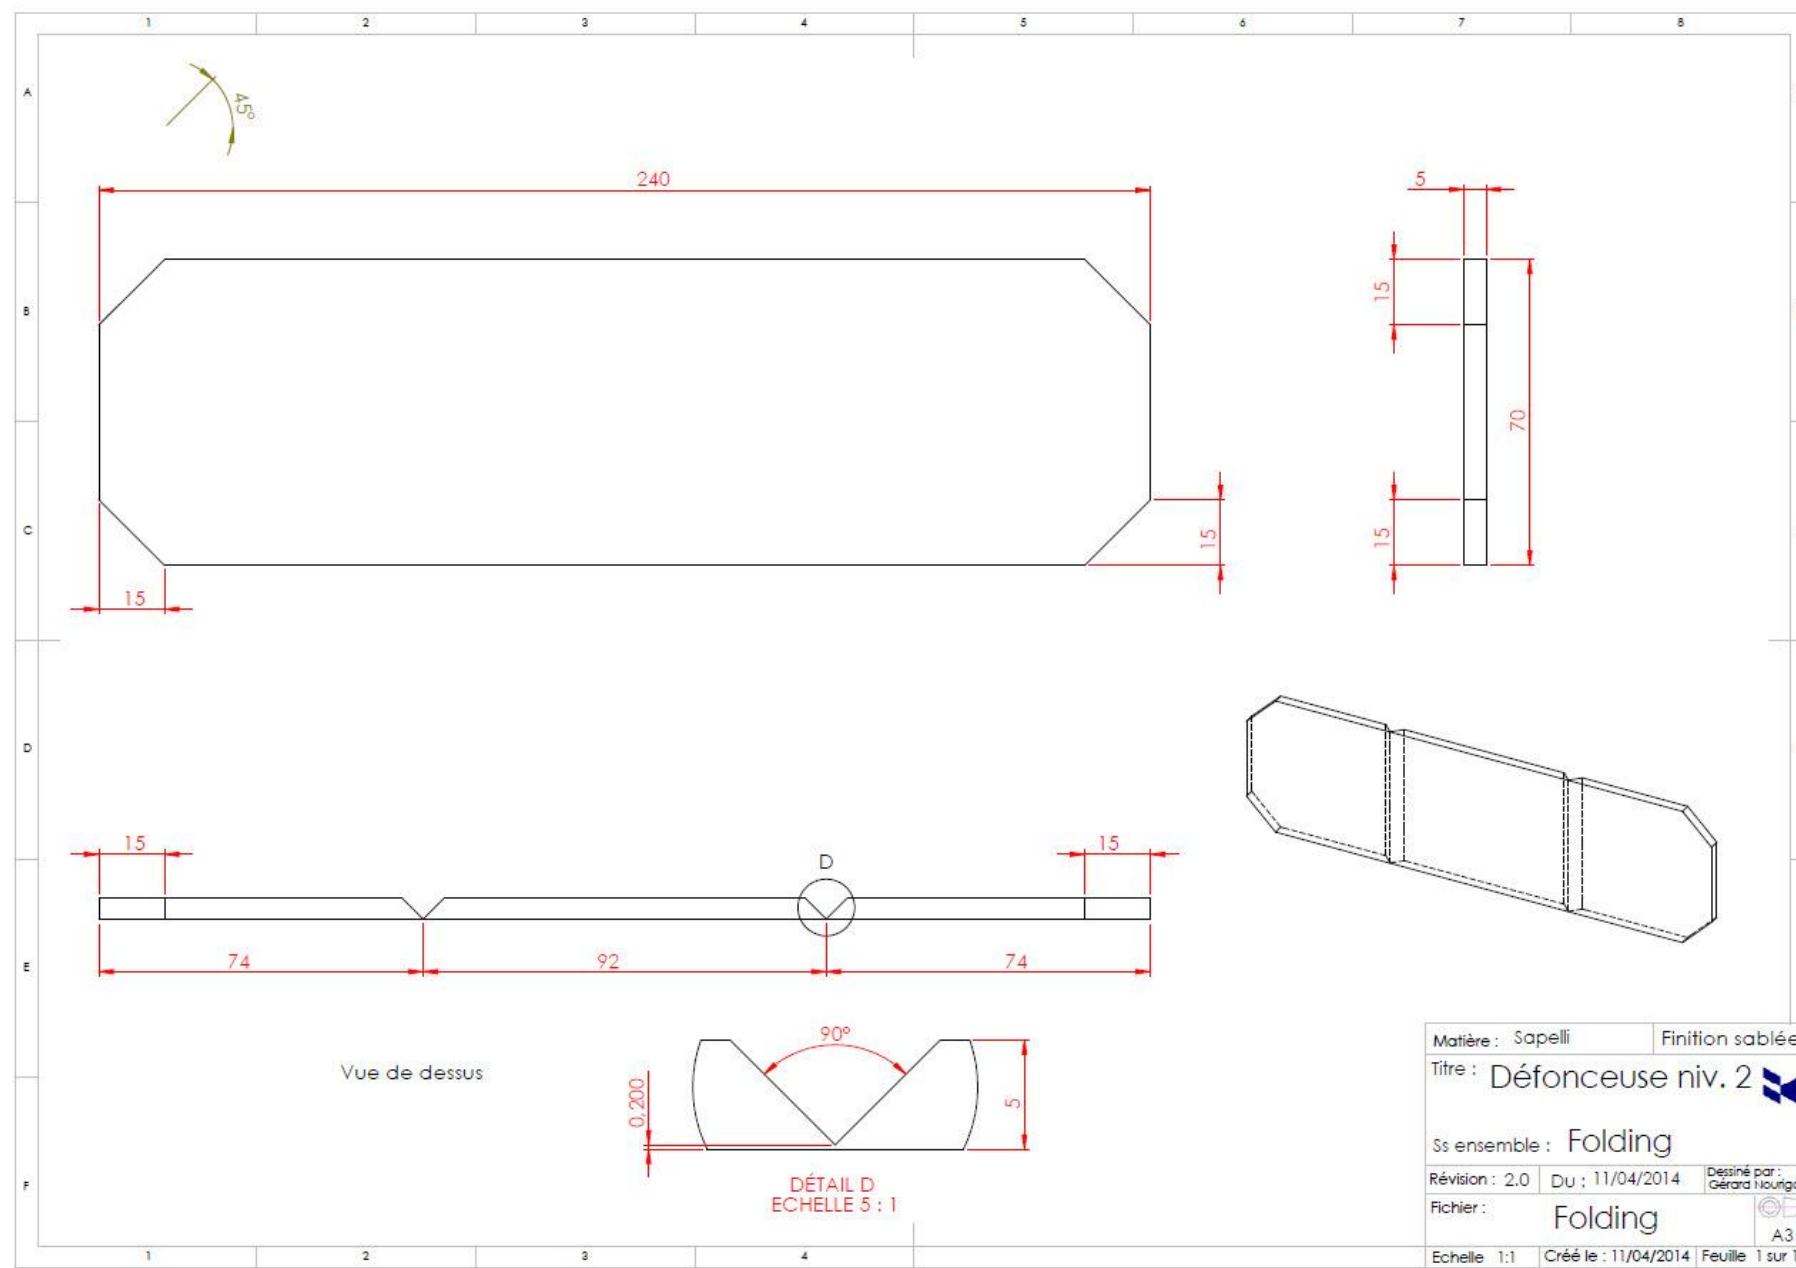 1 2 3 4 5 6 7 8
A
45°
240
5
B
15
70
C
15
15
15
D
15
D
15
E
74
92
74
90°
Vue de dessus
0,200
5
F
DÉTAIL D
ECHELLE 5 : 1
Matière : Sapelli Finition sablée
Titre : Défonceuse niv. 2
Ss ensemble : Folding
Révision : 2.0 Du : 11/04/2014 Dessiné par :
Gérard
Fichier : Folding
A3
Echelle 1:1 Créé le : 11/04/2014 Feuille 1 sur 1
1 2 3 4